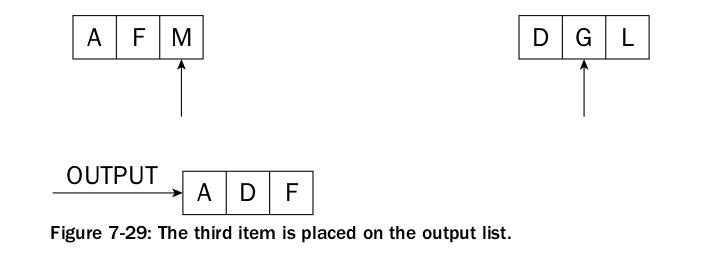 A F M D G L
OUTPUT
A D F
Figure 7-29: The third item is placed on the output list.